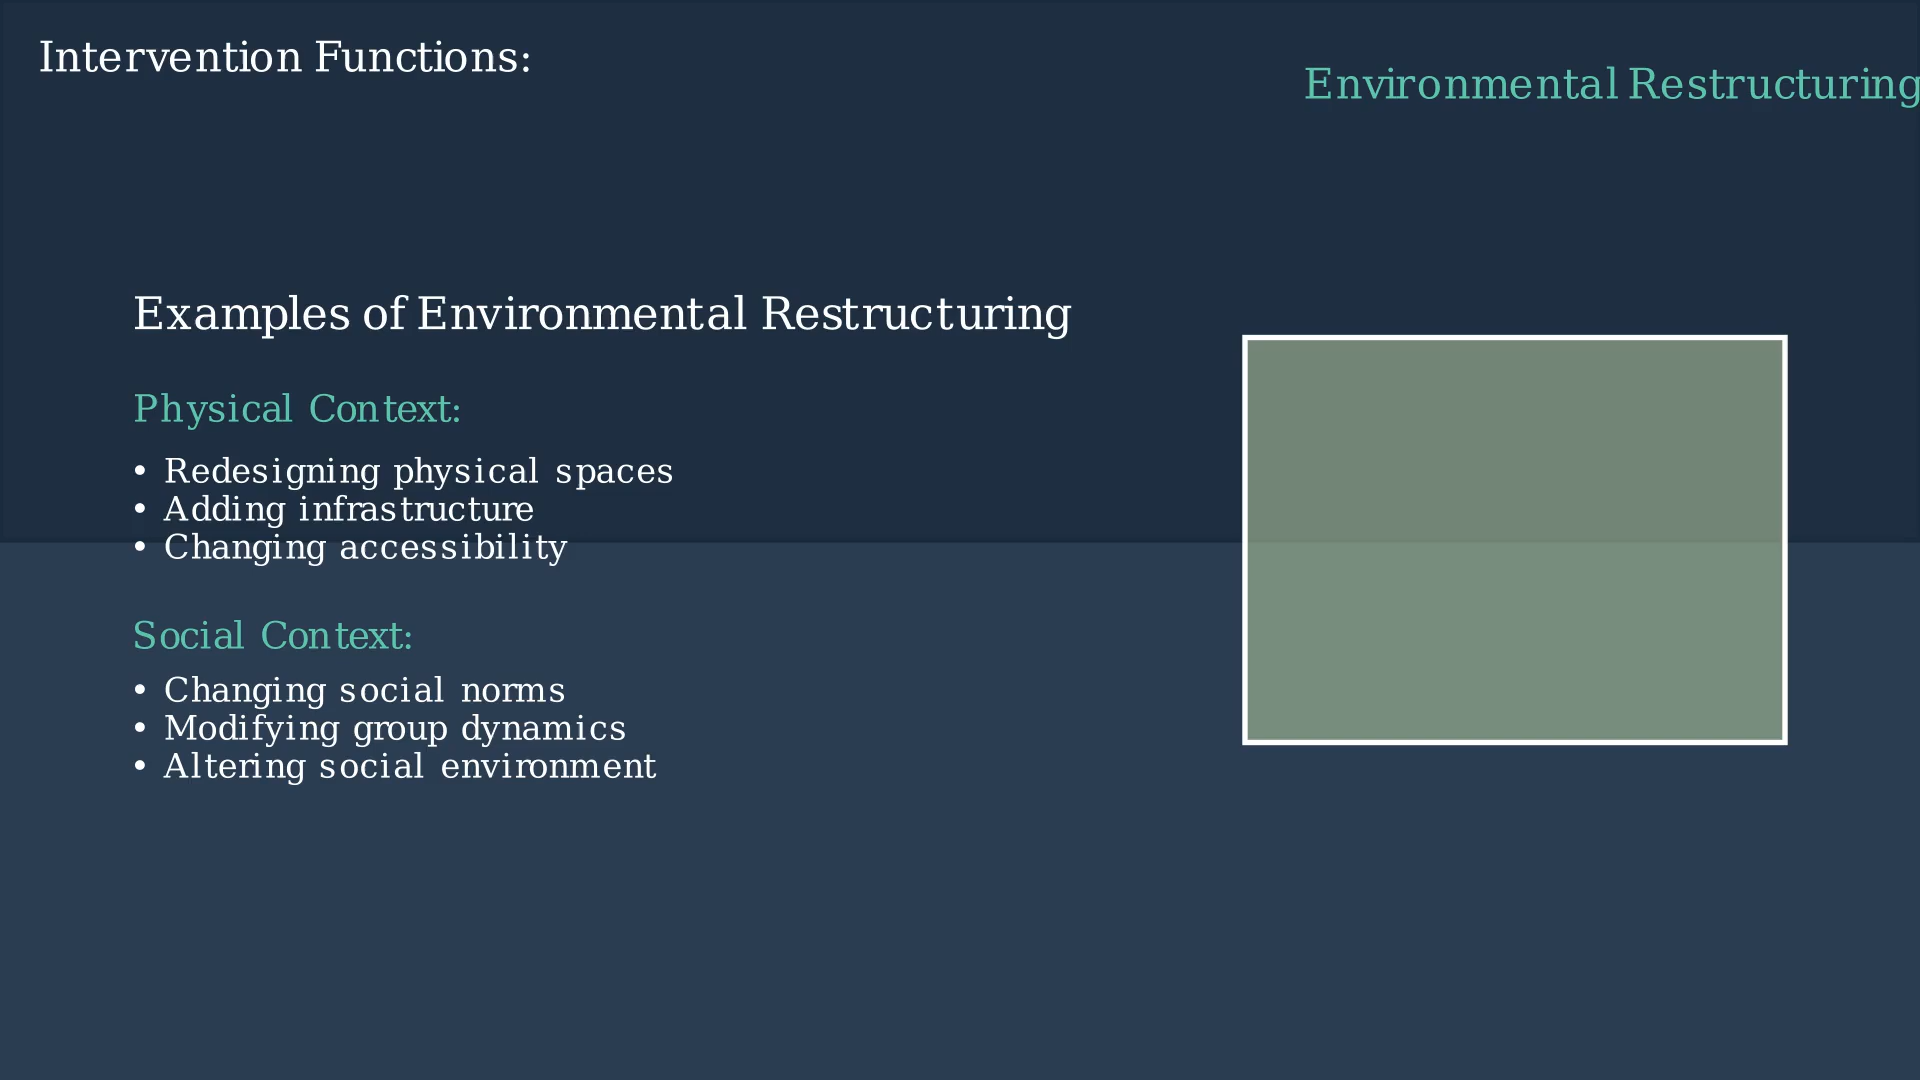 Intervention Functions:
Environmental Restructuring
Examples of Environmental Restructuring
Physical Context:
• Redesigning physical spaces
• Adding infrastructure
• Changing accessibility
Social Context:
• Changing social norms
• Modifying group dynamics
• Altering social environment